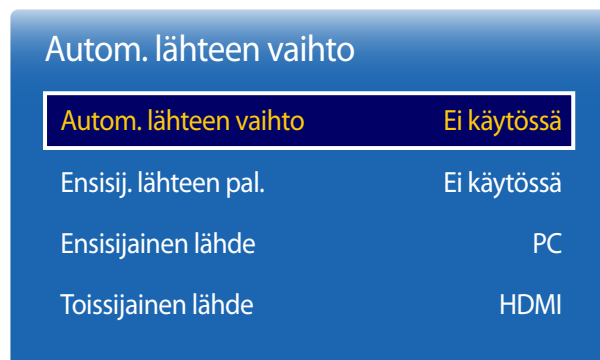 Autom. lähteen vaihto
Autom. lähteen vaihto Ei käytössä
Ensisij. lähteen pal. Ei käytössä
Ensisijainen lähde PC
Toissijainen lähde HDMI